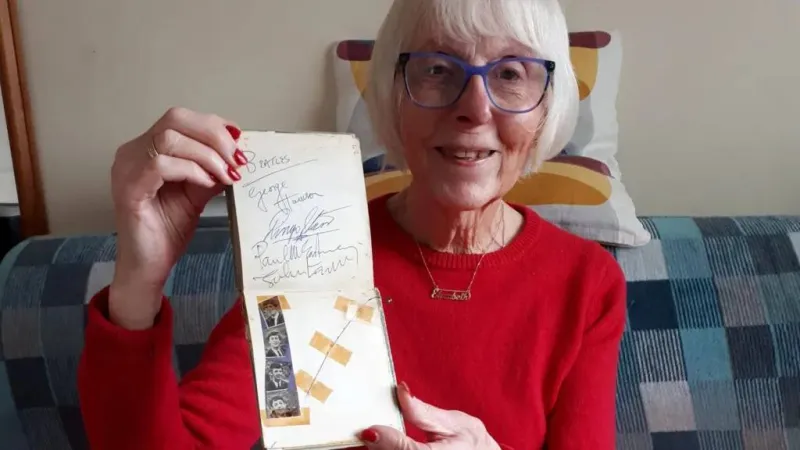 BEATLES
George Harrison
Ringo Starr
Paul McCartney
John Lennon